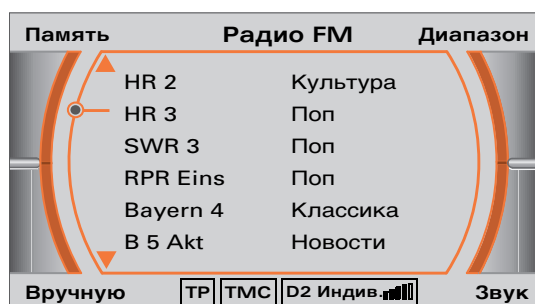 Память Радио FM Диапазон
HR 2 Культура
HR 3 Поп
SWR 3 Поп
RPR Eins Поп
Bayern 4 Классика
B 5 Akt Новости
Вручную TP TMC D2 Индив. Звук